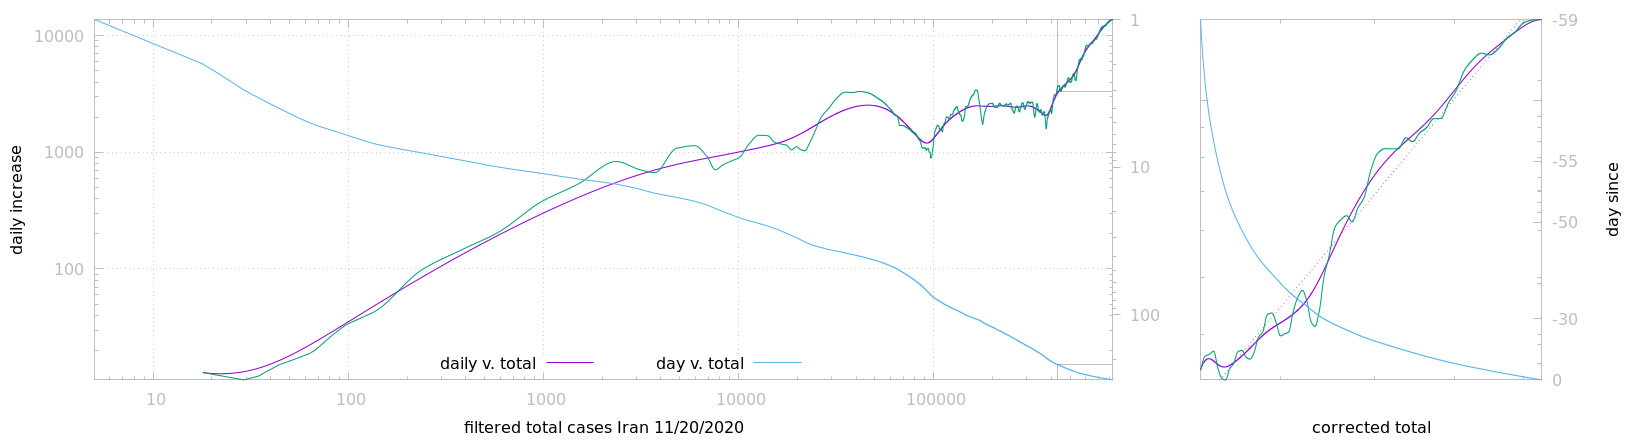 10000
1000
100
daily increase
10
100
1000
10000
100000
filtered total cases Iran 11/20/2020
daily v. total
day v. total
1
10
100
-59
-55
-50
-30
0
day since
corrected total